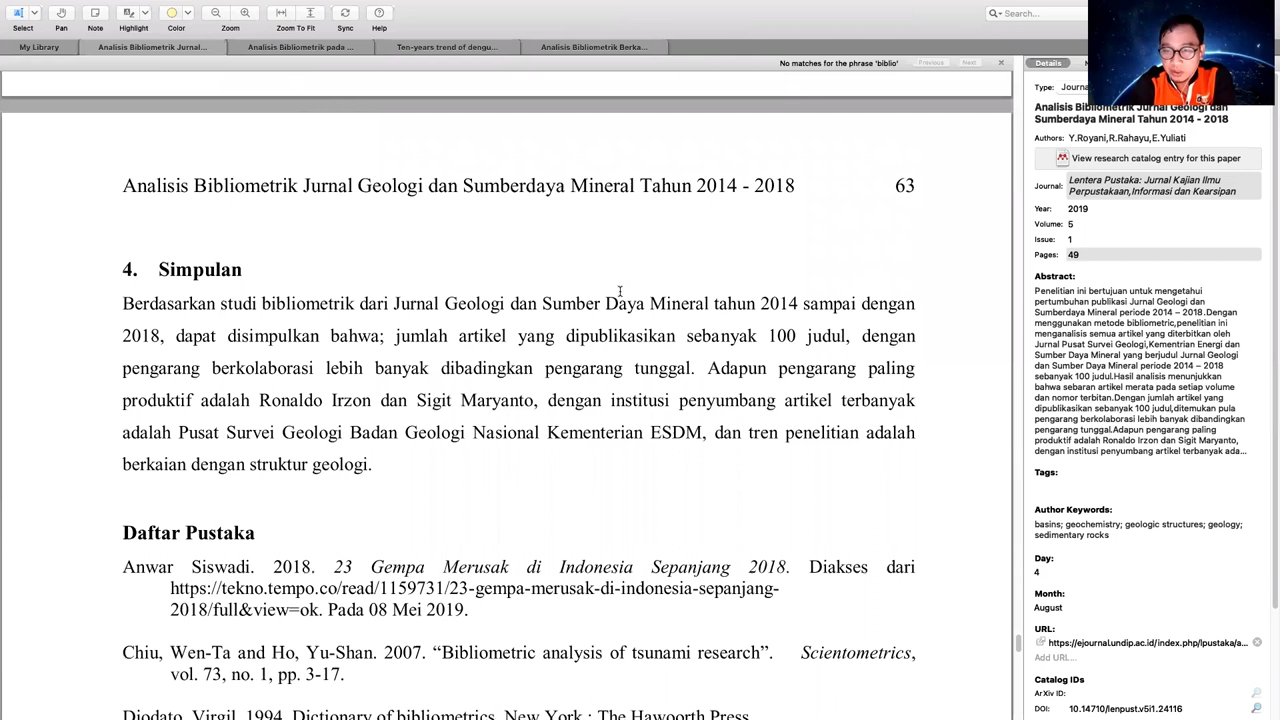 Search...
Select
Pan
Note
Highlight
Color
Zoom
Zoom To Fit
Sync
Help
My Library
Analisis Bibliometrik Jurnal...
Analisis Bibliometrik pada ...
Ten-years trend of dengu...
Analisis Bibliometrik Berka...
No matches for the phrase 'biblio'
Previous
Next
Analisis Bibliometrik Jurnal Geologi dan Sumberdaya Mineral Tahun 2014 - 2018 63
4. Simpulan
Berdasarkan studi bibliometrik dari Jurnal Geologi dan Sumber Daya Mineral tahun 2014 sampai dengan
2018, dapat disimpulkan bahwa; jumlah artikel yang dipublikasikan sebanyak 100 judul, dengan
pengarang berkolaborasi lebih banyak dibadingkan pengarang tunggal. Adapun pengarang paling
produktif adalah Ronaldo Irzon dan Sigit Maryanto, dengan institusi penyumbang artikel terbanyak
adalah Pusat Survei Geologi Badan Geologi Nasional Kementerian ESDM, dan tren penelitian adalah
berkaian dengan struktur geologi.
Daftar Pustaka
Anwar Siswadi. 2018. 23 Gempa Merusak di Indonesia Sepanjang 2018. Diakses dari
https://tekno.tempo.co/read/1159731/23-gempa-merusak-di-indonesia-sepanjang-
2018/full&view=ok. Pada 08 Mei 2019.
Chiu, Wen-Ta and Ho, Yu-Shan. 2007. “Bibliometric analysis of tsunami research”. Scientometrics,
vol. 73, no. 1, pp. 3-17.
Diodato, Virgil. 1994. Dictionary of bibliometrics. New York : The Hawoorth Press
Details
Type: Journa
Analisis Bibliometrik Jurnal Geologi dan
Sumberdaya Mineral Tahun 2014 - 2018
Authors: Y.Royani,R.Rahayu,E.Yuliati
View research catalog entry for this paper
Journal: Lentera Pustaka: Jurnal Kajian Ilmu
Perpustakaan,Informasi dan Kearsipan
Year: 2019
Volume: 5
Issue: 1
Pages: 49
Abstract:
Penelitian ini bertujuan untuk mengetahui
pertumbuhan publikasi Jurnal Geologi dan
Sumberdaya Mineral periode 2014 – 2018.Dengan
menggunakan metode bibliometric,penelitian ini
menganalisis semua artikel yang diterbitkan oleh
Jurnal Pusat Survei Geologi,Kementrian Energi dan
Sumber Daya Mineral yang berjudul Jurnal Geologi
dan Sumber Daya Mineral periode 2014 – 2018
sebanyak 100 judul.Hasil analisis menunjukkan
bahwa sebaran artikel merata pada setiap volume
dan nomor terbitan.Dengan jumlah artikel yang
dipublikasikan sebanyak 100 judul,ditemukan pula
pengarang berkolaborasi lebih banyak dibandingkan
pengarang tunggal.Adapun pengarang paling
produktif adalah Ronaldo Irzon dan Sigit Maryanto,
dengan institusi penyumbang artikel terbanyak ada...
Tags:
Author Keywords:
basins; geochemistry; geologic structures; geology;
sedimentary rocks
Day:
4
Month:
August
URL:
https://ejournal.undip.ac.id/index.php/lpustaka/a...
Add URL...
Catalog IDs
ArXiv ID:
DOI: 10.14710/lenpust.v5i1.24116